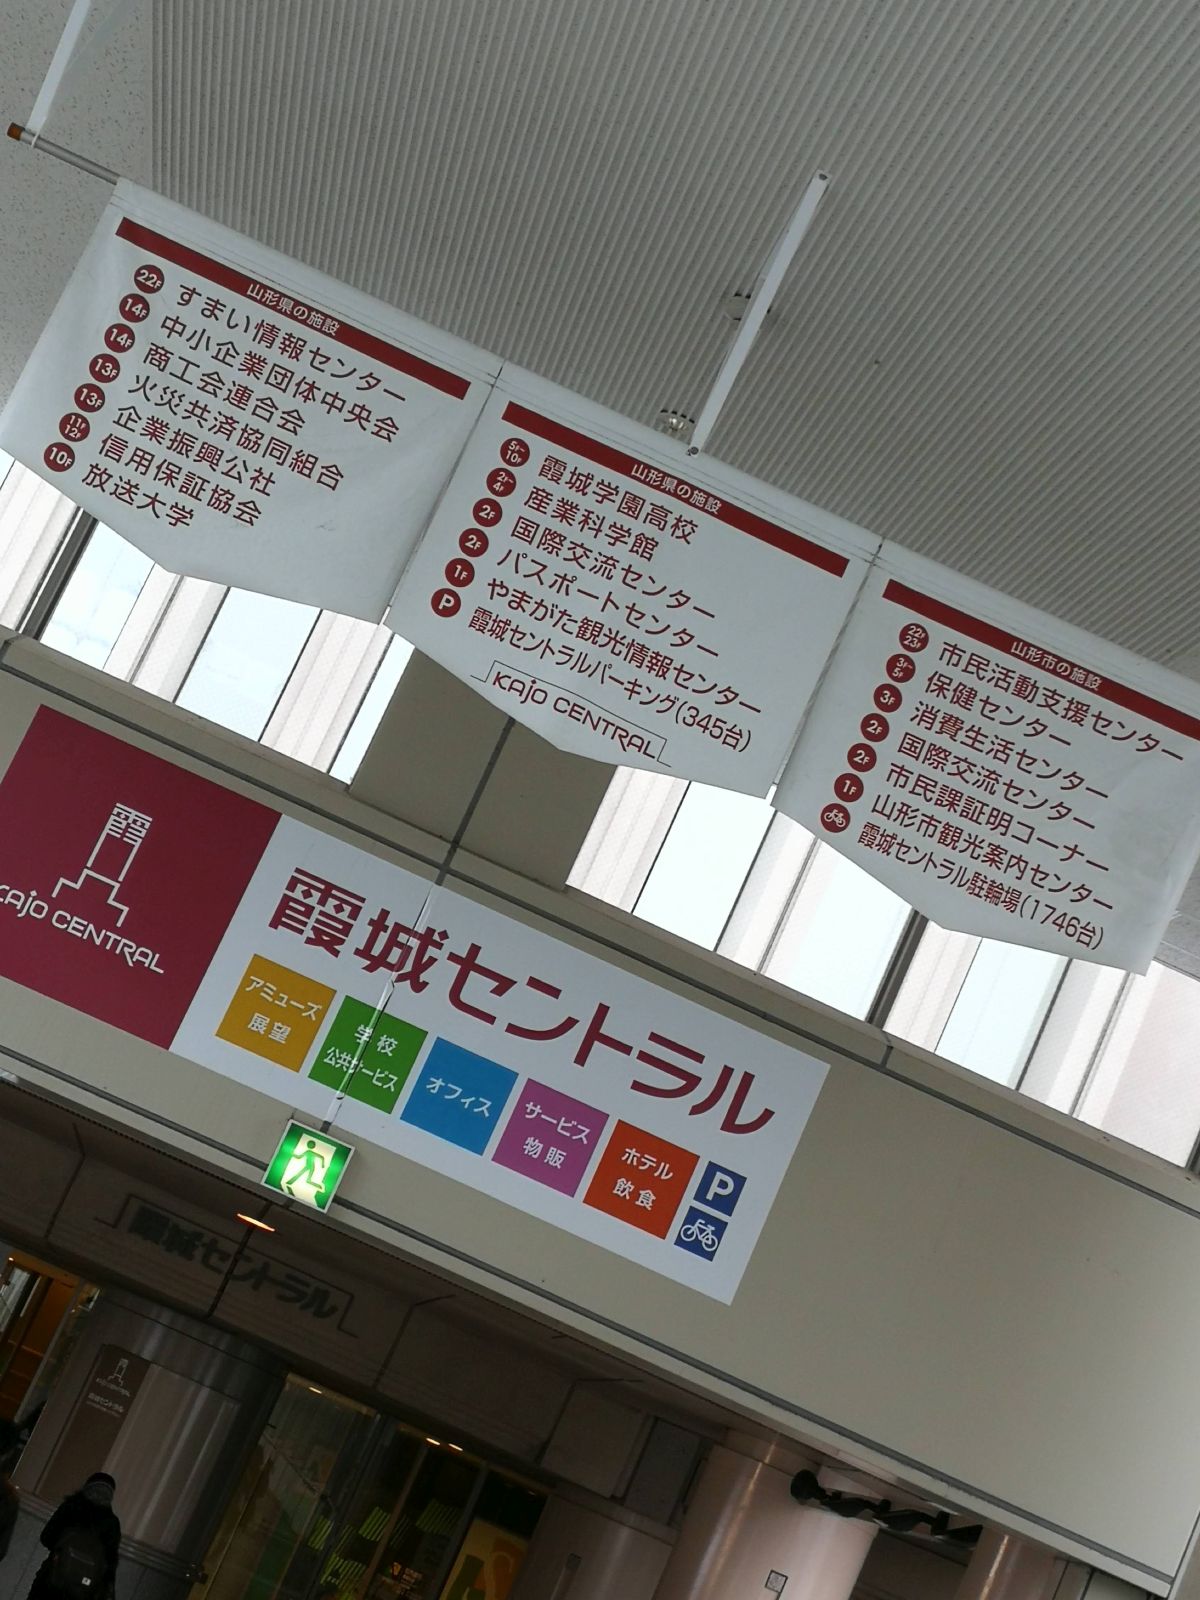 山形県の施設
22F すまい情報センター
14F 中小企業団体中央会
14F 商工会連合会
13F 火災共済協同組合
13F 企業振興公社
11F 12F 信用保証協会
10F 放送大学
山形県の施設
5F~10F 霞城学園高校
2F~4F 産業科学館
2F 国際交流センター
2F パスポートセンター
1F やまがた観光情報センター
P 霞城セントラルパーキング(345台)
KAJO CENTRAL
山形市の施設
22F 23F 市民活動支援センター
3F~5F 保健センター
3F 消費生活センター
2F 国際交流センター
2F 市民課証明コーナー
1F 山形市観光案内センター
霞城セントラル駐輪場(1746台)
霞
KAJO CENTRAL
霞城セントラル
アミューズ
展望
学校
公共サービス
オフィス
サービス
物販
ホテル
飲食
P
霞城セントラル
霞城セントラル